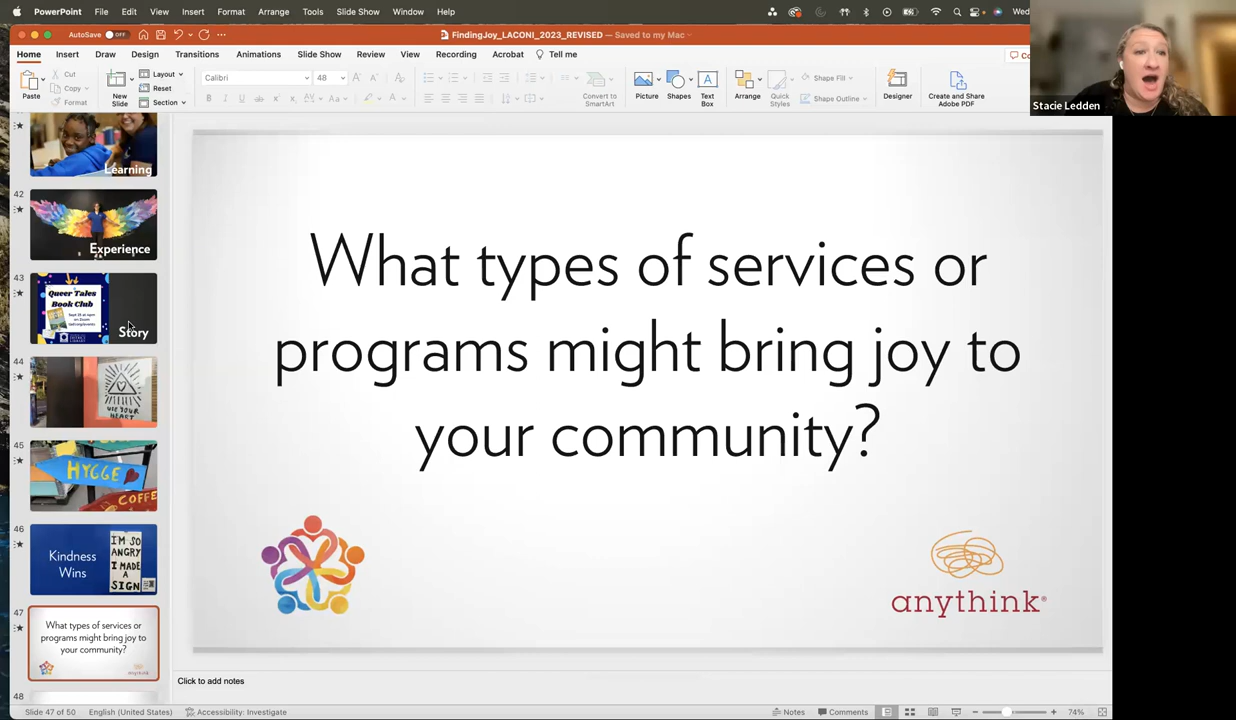 PowerPoint File Edit View Insert Format Arrange Tools Slide Show Window Help Wed
AutoSave OFF
FindingJoy_LACONI_2023_REVISED — Saved to my Mac
Home Insert Draw Design Transitions Animations Slide Show Review View Recording Acrobat Tell me
Paste
Cut
Copy
Format
New
Slide
Layout
Reset
Section
Calibri 48
Convert to
SmartArt
Picture
Shapes
Text
Box
Arrange
Quick
Styles
Shape Fill
Shape Outline
Designer
Create and Share
Adobe PDF
Stacie Ledden
Learning
42
Experience
43
Queer Tales
Book Club
Story
44
USE YOUR
HEART
45
HYGGE
COFFE
46
Kindness
Wins
I'M SO
ANGRY
I MADE
A
SIGN
47
What types of services or
programs might bring joy to
your community?
48
What types of services or
programs might bring joy to
your community?
anythink
Click to add notes
Slide 47 of 50 English (United States) Accessibility: Investigate Notes Comments 74%